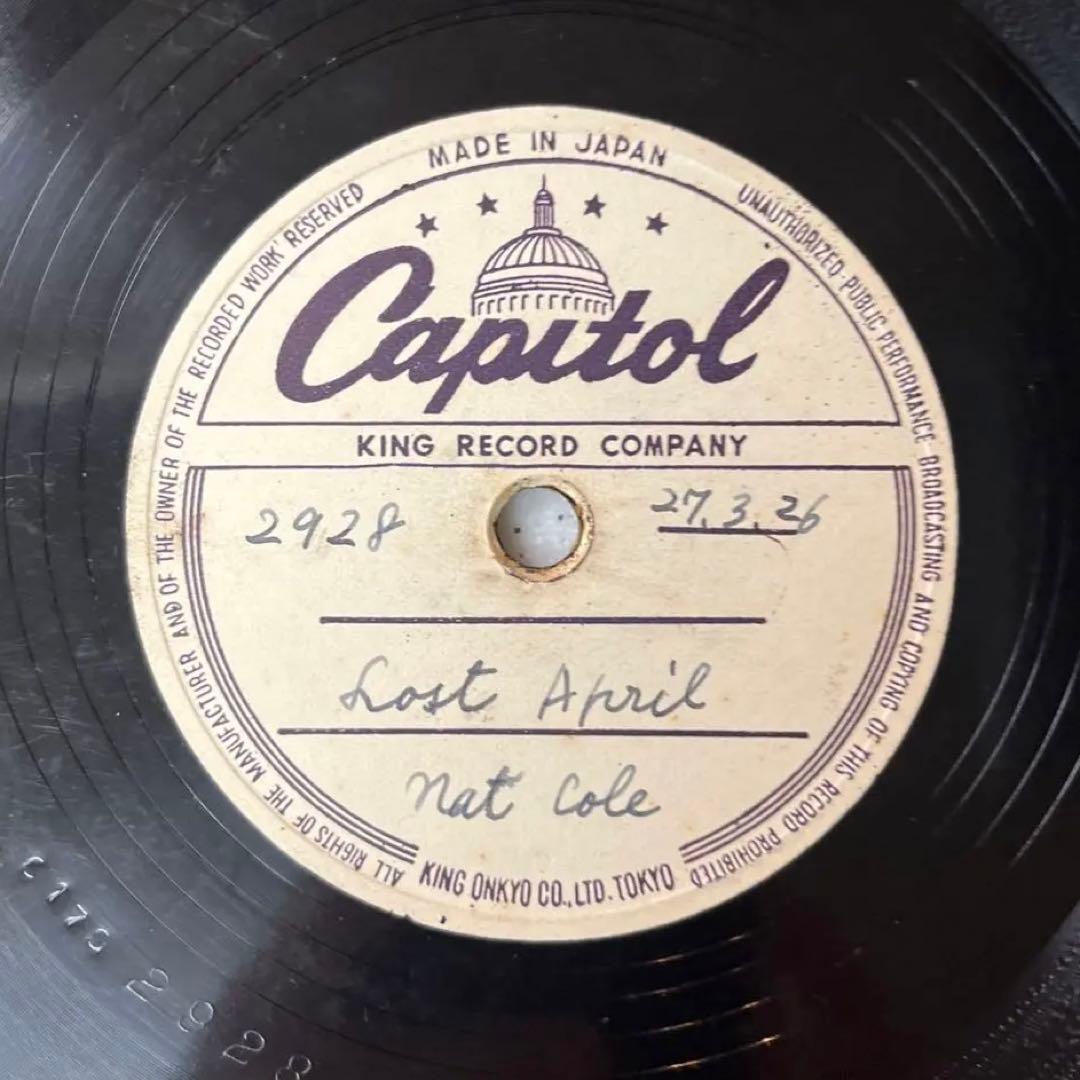 MADE IN JAPAN
ALL RIGHTS OF THE MANUFACTURER AND OF THE OWNER OF THE RECORDED WORK RESERVED
UNAUTHORIZED PUBLIC PERFORMANCE BROADCASTING AND COPYING OF THIS RECORD PROHIBITED
Capitol
KING RECORD COMPANY
2928
27.3.26
Lost April
Nat Cole
KING ONKYO CO., LTD. TOKYO
2928